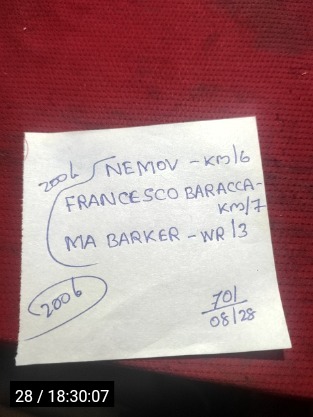 2006 NEMOV - KM/6
FRANCESCO BARACCA -
KM/7
MA BARKER - WR/3
2006
701
08/28
28 / 18:30:07